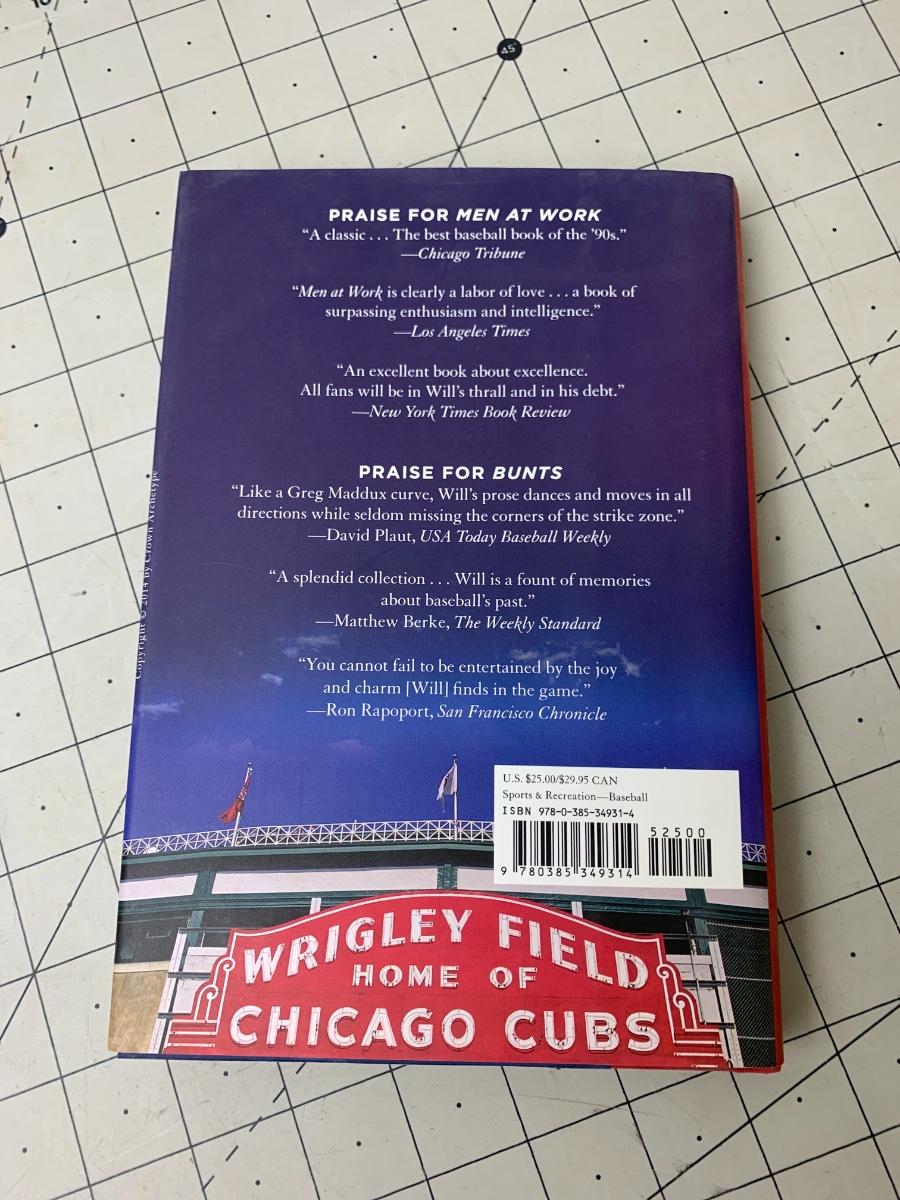 45°
PRAISE FOR MEN AT WORK
“A classic . . . The best baseball book of the ’90s.”
—Chicago Tribune
“Men at Work is clearly a labor of love . . . a book of
surpassing enthusiasm and intelligence.”
—Los Angeles Times
“An excellent book about excellence.
All fans will be in Will’s thrall and in his debt.”
—New York Times Book Review
PRAISE FOR BUNTS
“Like a Greg Maddux curve, Will’s prose dances and moves in all
directions while seldom missing the corners of the strike zone.”
—David Plaut, USA Today Baseball Weekly
“A splendid collection . . . Will is a fount of memories
about baseball’s past.”
—Matthew Berke, The Weekly Standard
“You cannot fail to be entertained by the joy
and charm [Will] finds in the game.”
—Ron Rapoport, San Francisco Chronicle
Copyright © 2014 by Crown Archetype
U.S. $25.00/$29.95 CAN
Sports & Recreation—Baseball
ISBN 978-0-385-34931-4
52500
9 780385 349314
WRIGLEY FIELD
HOME OF
CHICAGO CUBS